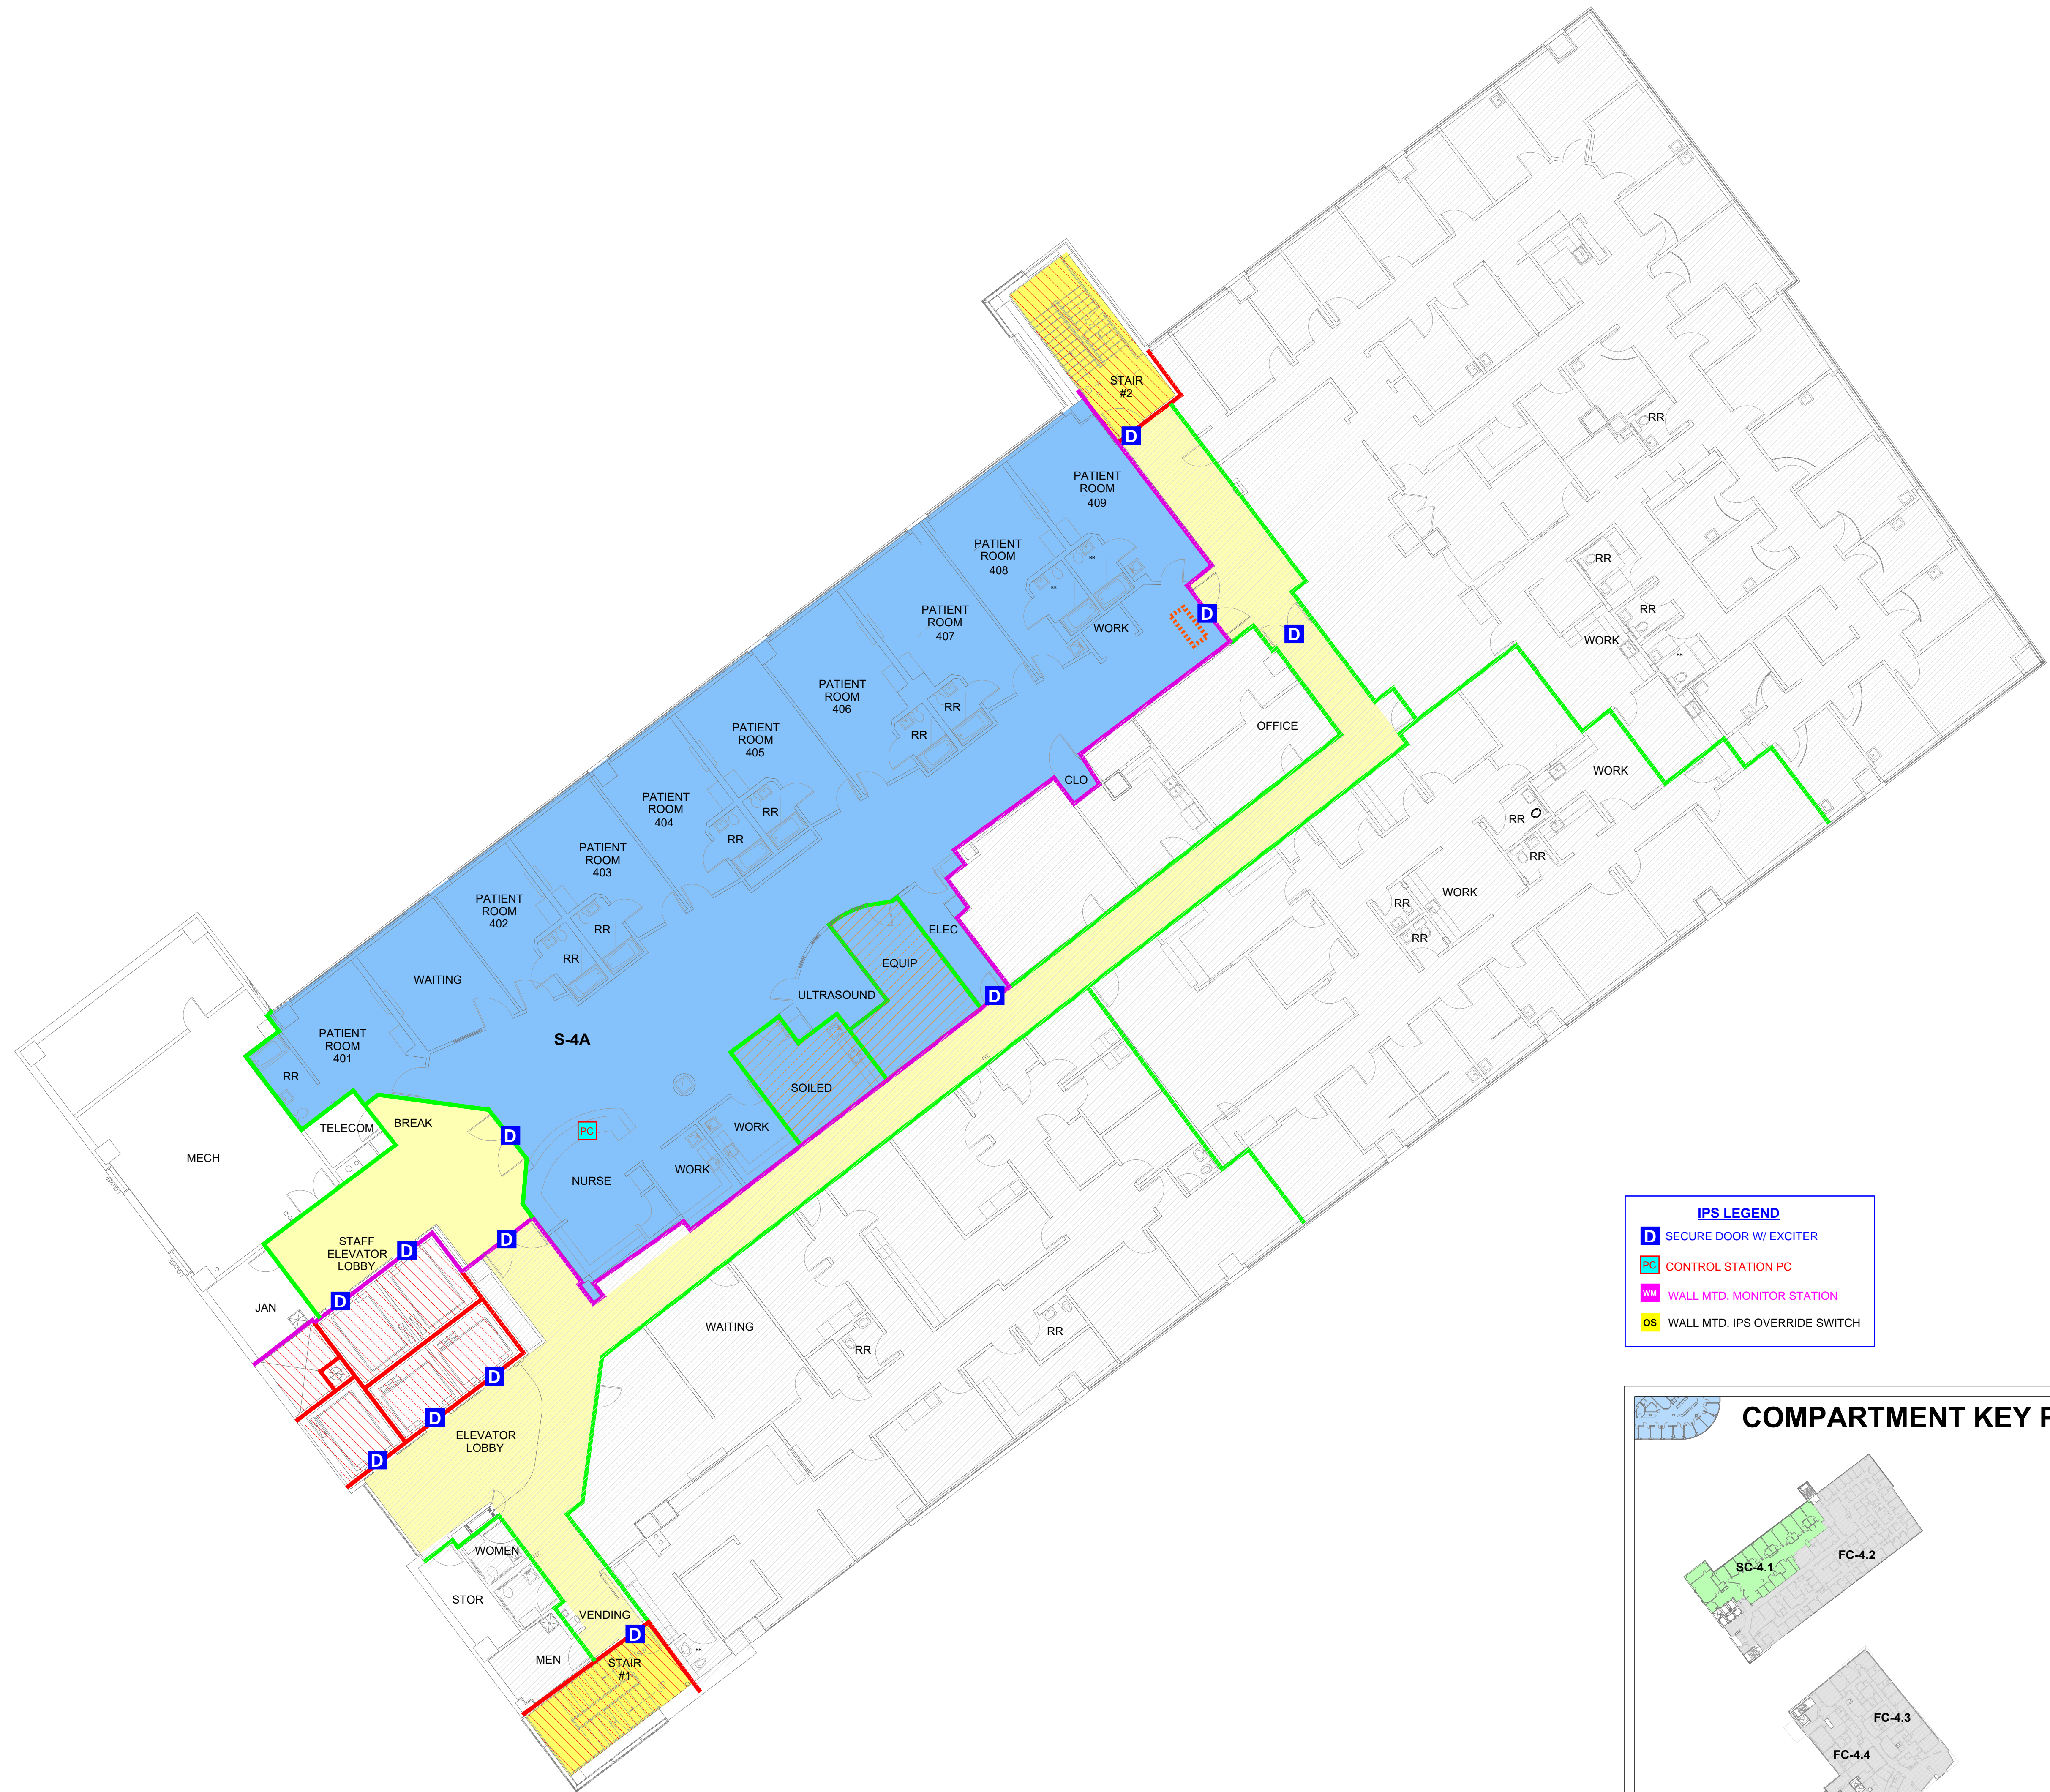 STAIR
#2
D
PATIENT
ROOM
409
PATIENT
ROOM
408
PATIENT
ROOM
407
PATIENT
ROOM
406
PATIENT
ROOM
405
PATIENT
ROOM
404
PATIENT
ROOM
403
PATIENT
ROOM
402
WAITING
PATIENT
ROOM
401
RR
RR
RR
RR
RR
RR
RR
RR
RR
WORK
D
D
RR
RR
RR
RR
WORK
OFFICE
CLO
WORK
RR
O
RR
WORK
RR
RR
ELEC
EQUIP
ULTRASOUND
D
S-4A
SOILED
WORK
WORK
PC
NURSE
D
BREAK
TELECOM
MECH
LOUVER
LOUVER
STAFF
ELEVATOR
LOBBY
D
D
D
JAN
D
D
D
ELEVATOR
LOBBY
WAITING
RR
RR
WOMEN
STOR
MEN
VENDING
D
RR
STAIR
#1
IPS LEGEND
D SECURE DOOR W/ EXCITER
PC CONTROL STATION PC
WM WALL MTD. MONITOR STATION
OS WALL MTD. IPS OVERRIDE SWITCH
COMPARTMENT KEY P
SC-4.1
FC-4.2
FC-4.3
FC-4.4